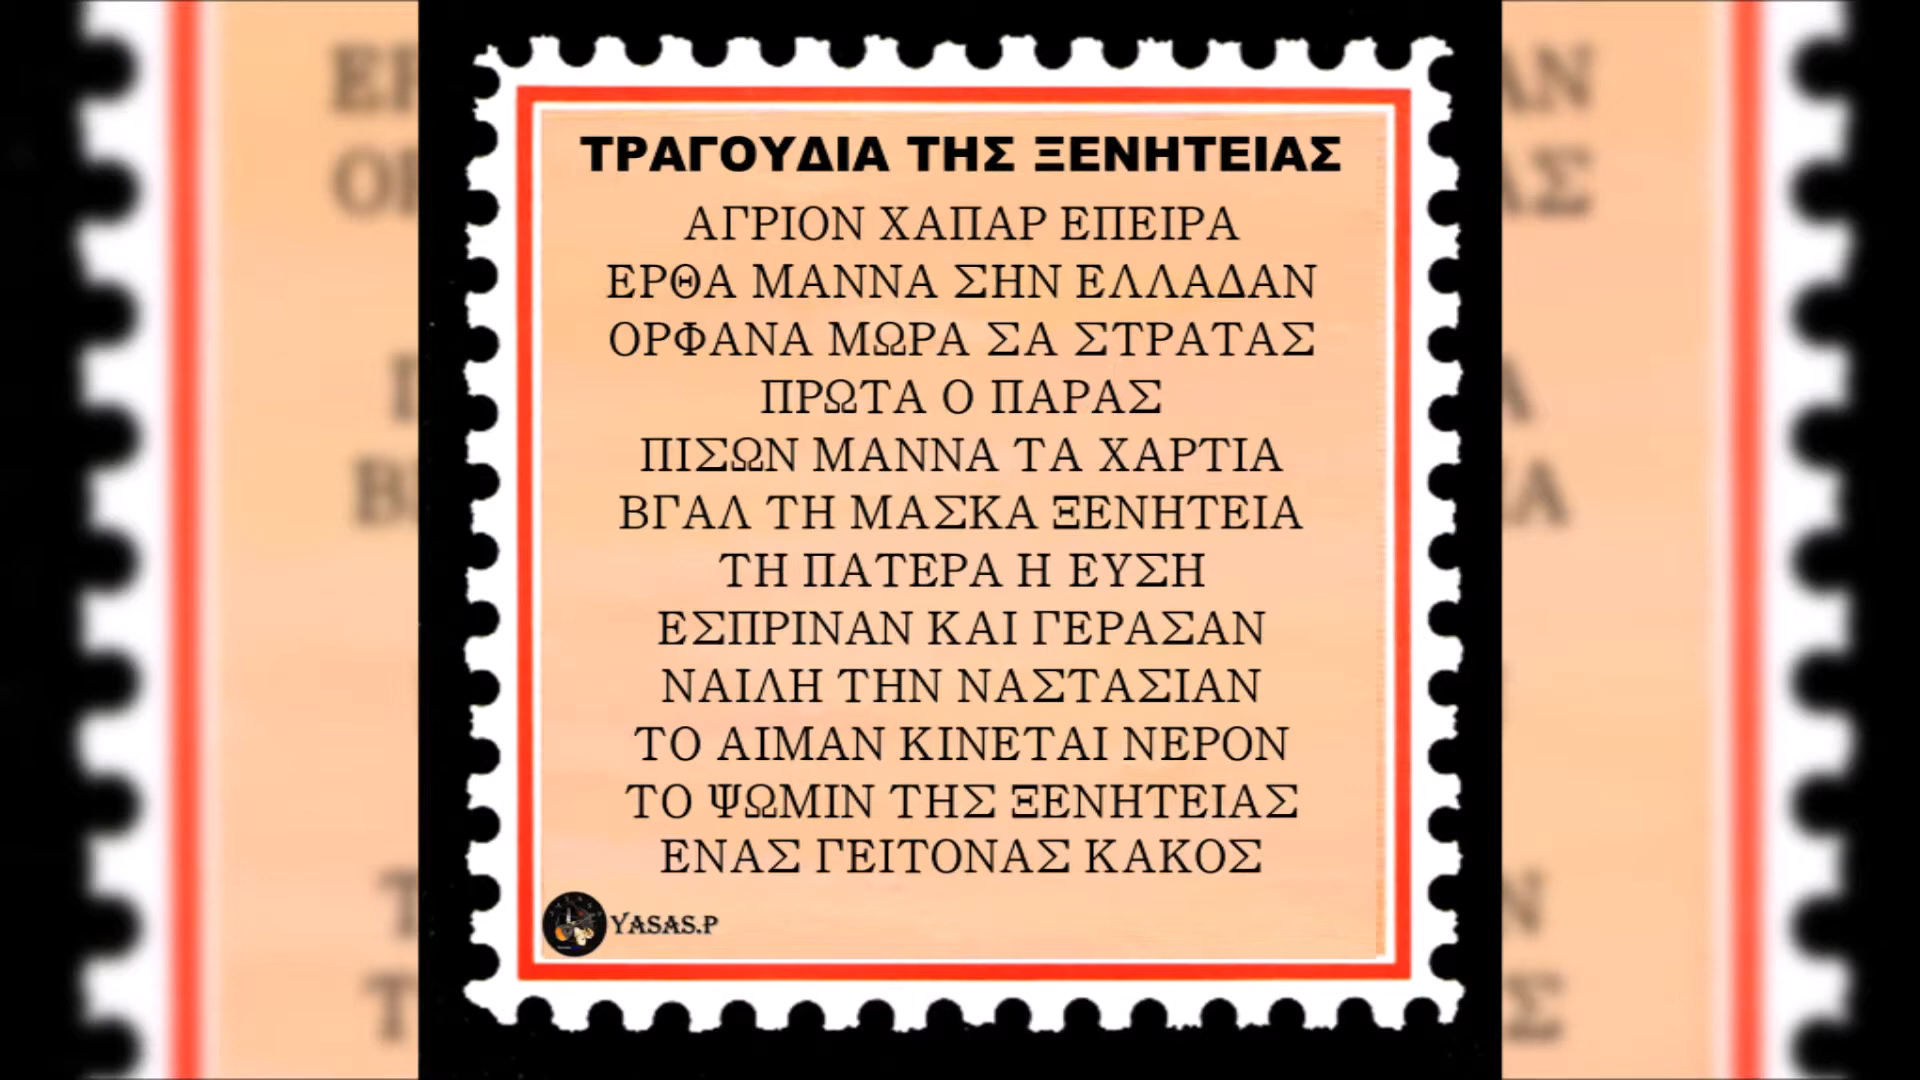 ΤΡΑΓΟΥΔΙΑ ΤΗΣ ΞΕΝΗΤΕΙΑΣ
ΑΓΡΙΟΝ ΧΑΠΑΡ ΕΠΕΙΡΑ
ΕΡΘΑ ΜΑΝΝΑ ΣΗΝ ΕΛΛΑΔΑΝ
ΟΡΦΑΝΑ ΜΩΡΑ ΣΑ ΣΤΡΑΤΑΣ
ΠΡΩΤΑ Ο ΠΑΡΑΣ
ΠΙΣΩΝ ΜΑΝΝΑ ΤΑ ΧΑΡΤΙΑ
ΒΓΑΛ ΤΗ ΜΑΣΚΑ ΞΕΝΗΤΕΙΑ
ΤΗ ΠΑΤΕΡΑ Η ΕΥΣΗ
ΕΣΠΡΙΝΑΝ ΚΑΙ ΓΕΡΑΣΑΝ
ΝΑΙΛΗ ΤΗΝ ΝΑΣΤΑΣΙΑΝ
ΤΟ ΑΙΜΑΝ ΚΙΝΕΤΑΙ ΝΕΡΟΝ
ΤΟ ΨΩΜΙΝ ΤΗΣ ΞΕΝΗΤΕΙΑΣ
ΕΝΑΣ ΓΕΙΤΟΝΑΣ ΚΑΚΟΣ
YASAS.P